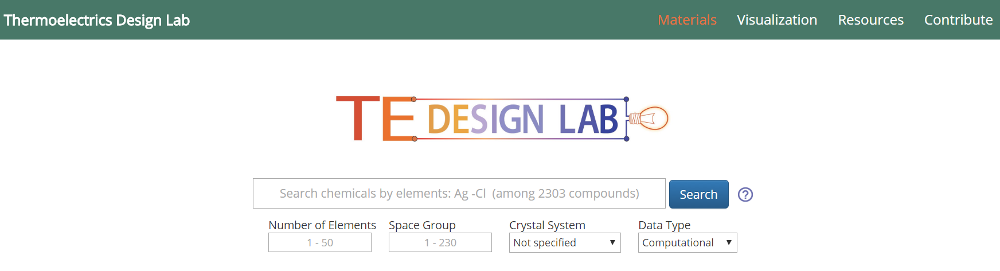 Thermoelectrics Design Lab Materials Visualization Resources Contribute
TE DESIGN LAB
Search chemicals by elements: Ag -Cl (among 2303 compounds) Search ?
Number of Elements Space Group Crystal System Data Type
1 - 50 1 - 230 Not specified Computational